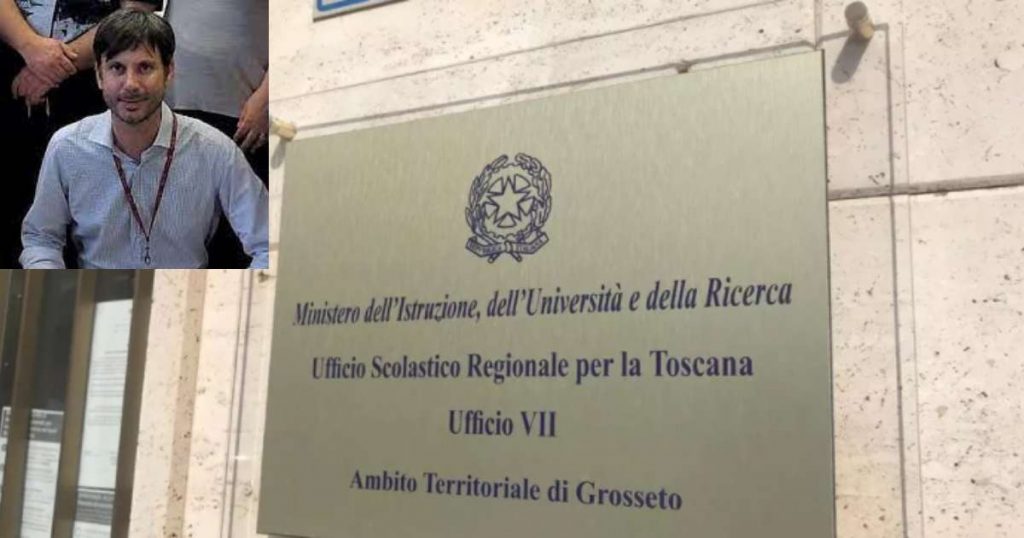 Ministero dell'Istruzione, dell'Università e della Ricerca
Ufficio Scolastico Regionale per la Toscana
Ufficio VII
Ambito Territoriale di Grosseto